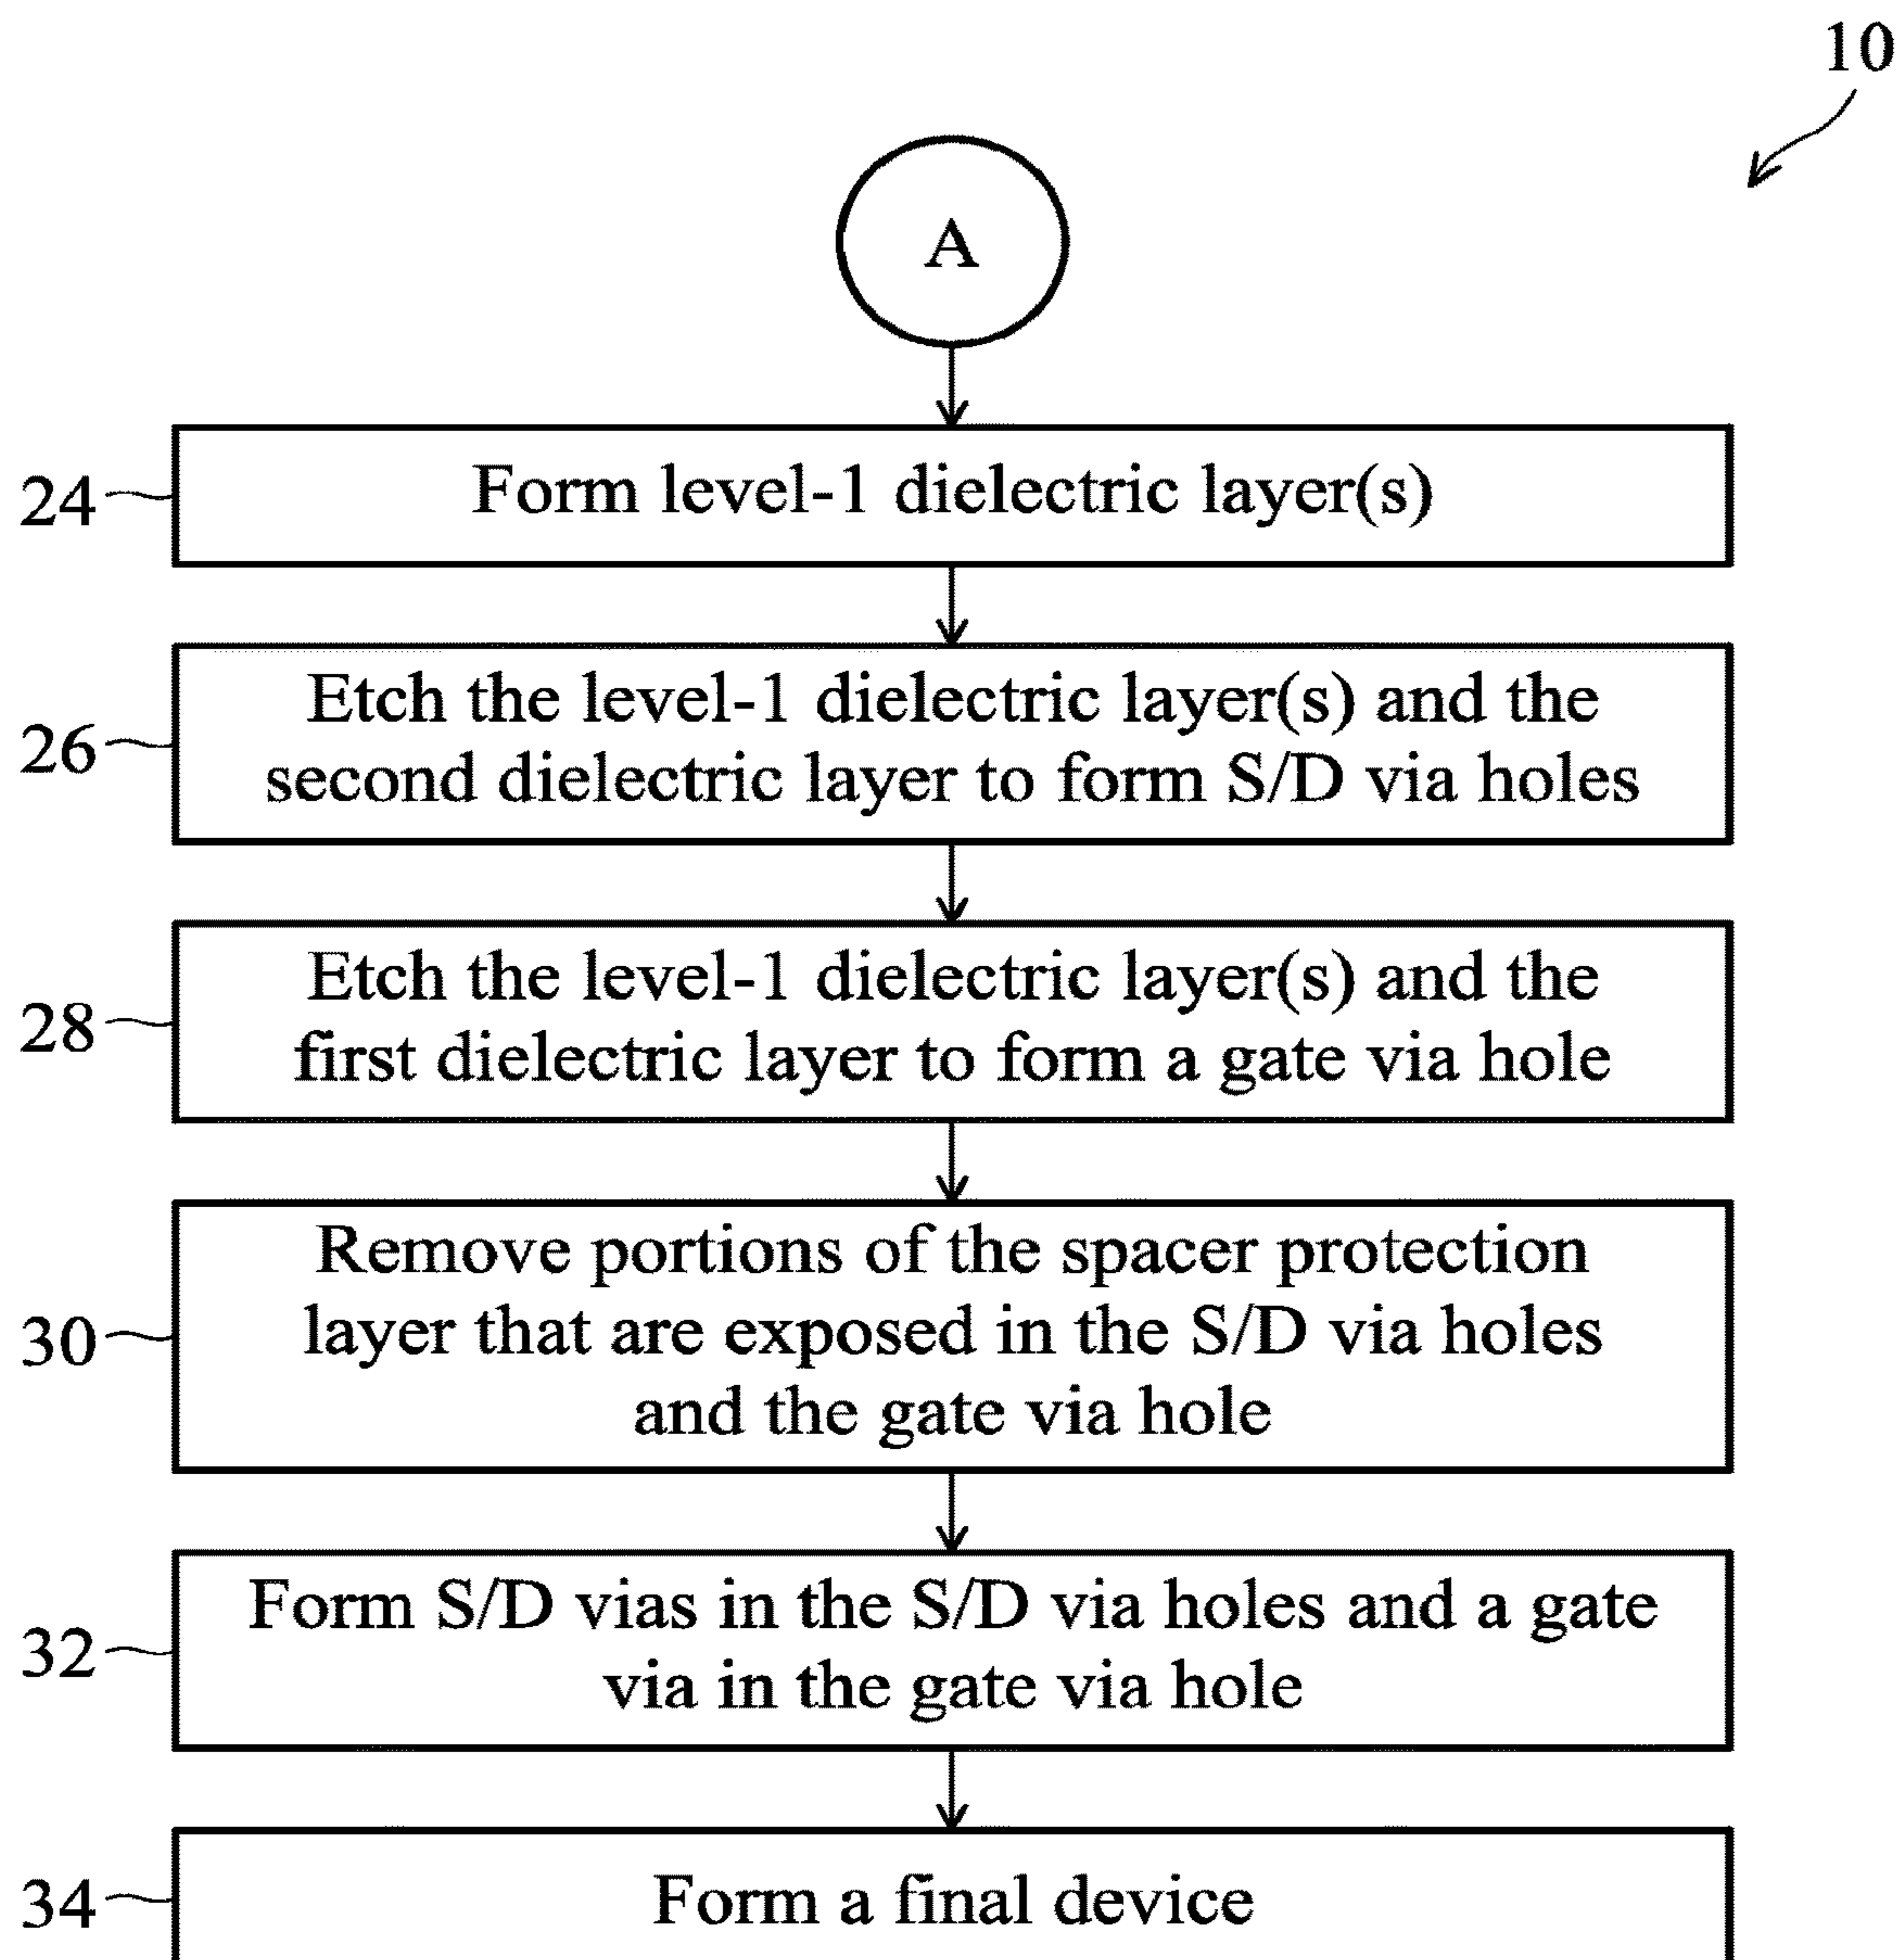 10
A
24
Form level-1 dielectric layer(s)
26
Etch the level-1 dielectric layer(s) and the
second dielectric layer to form S/D via holes
28
Etch the level-1 dielectric layer(s) and the
first dielectric layer to form a gate via hole
30
Remove portions of the spacer protection
layer that are exposed in the S/D via holes
and the gate via hole
32
Form S/D vias in the S/D via holes and a gate
via in the gate via hole
34
Form a final device